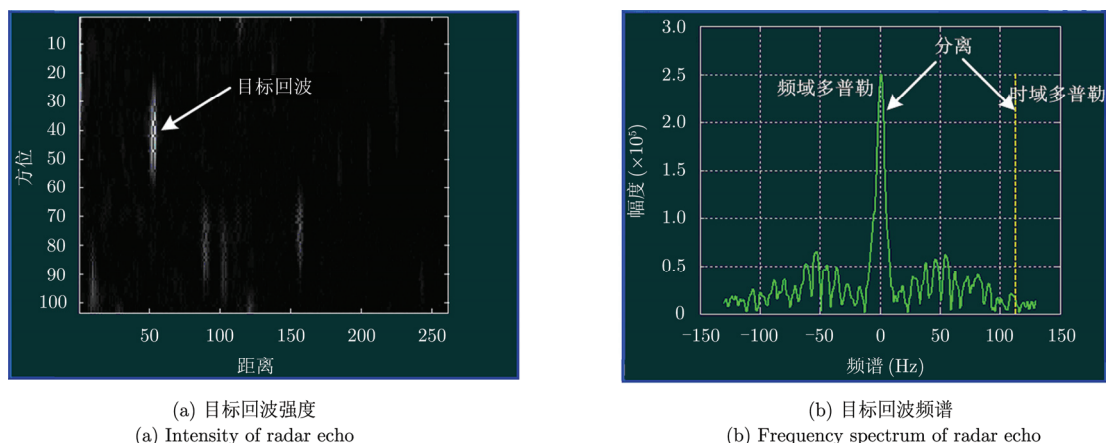 目标回波
10
20
30
40
50
60
70
80
90
100
方位
50
100
150
200
250
距离
(a) 目标回波强度
(a) Intensity of radar echo
3.0
2.5
2.0
1.5
1.0
0.5
0
幅度 (×10⁵)
分离
频域多普勒
时域多普勒
−150
−100
−50
0
50
100
150
频谱 (Hz)
(b) 目标回波频谱
(b) Frequency spectrum of radar echo